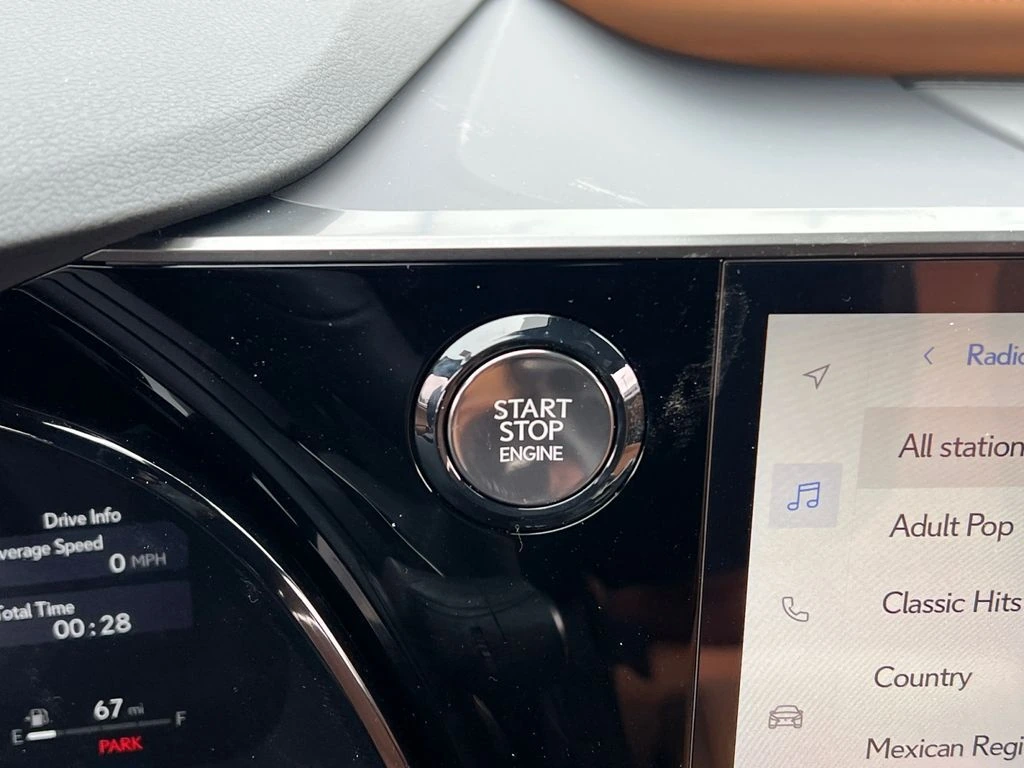 START
STOP
ENGINE
Drive Info
verage Speed
0 MPH
otal Time
00:28
67 mi
E
F
PARK
Radio
All station
Adult Pop
Classic Hits
Country
Mexican Regi